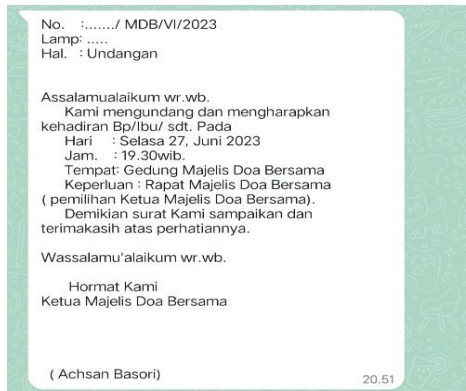 No. :......./ MDB/VI/2023
Lamp: .....
Hal. : Undangan
Assalamualaikum wr.wb.
Kami mengundang dan mengharapkan
kehadiran Bp/Ibu/ sdt. Pada
Hari : Selasa 27, Juni 2023
Jam. : 19.30wib.
Tempat: Gedung Majelis Doa Bersama
Keperluan : Rapat Majelis Doa Bersama
( pemilihan Ketua Majelis Doa Bersama).
Demikian surat Kami sampaikan dan
terimakasih atas perhatiannya.
Wassalamu'alaikum wr.wb.
Hormat Kami
Ketua Majelis Doa Bersama
( Achsan Basori)
20.51